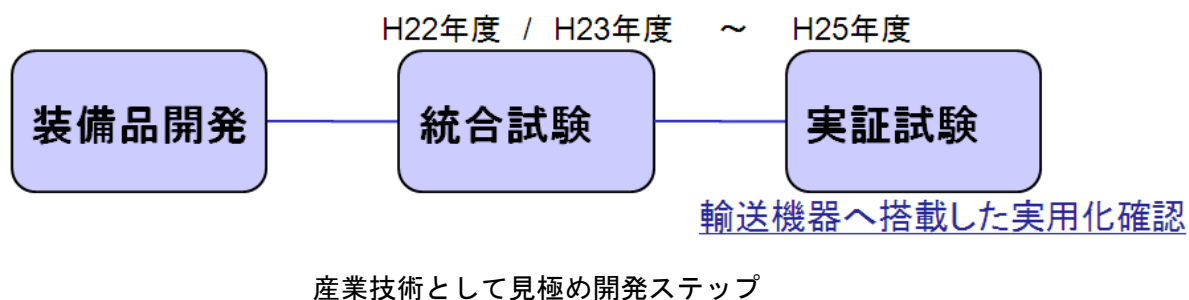 H22年度 / H23年度 ～ H25年度
装備品開発
統合試験
実証試験
輸送機器へ搭載した実用化確認
産業技術として見極め開発ステップ